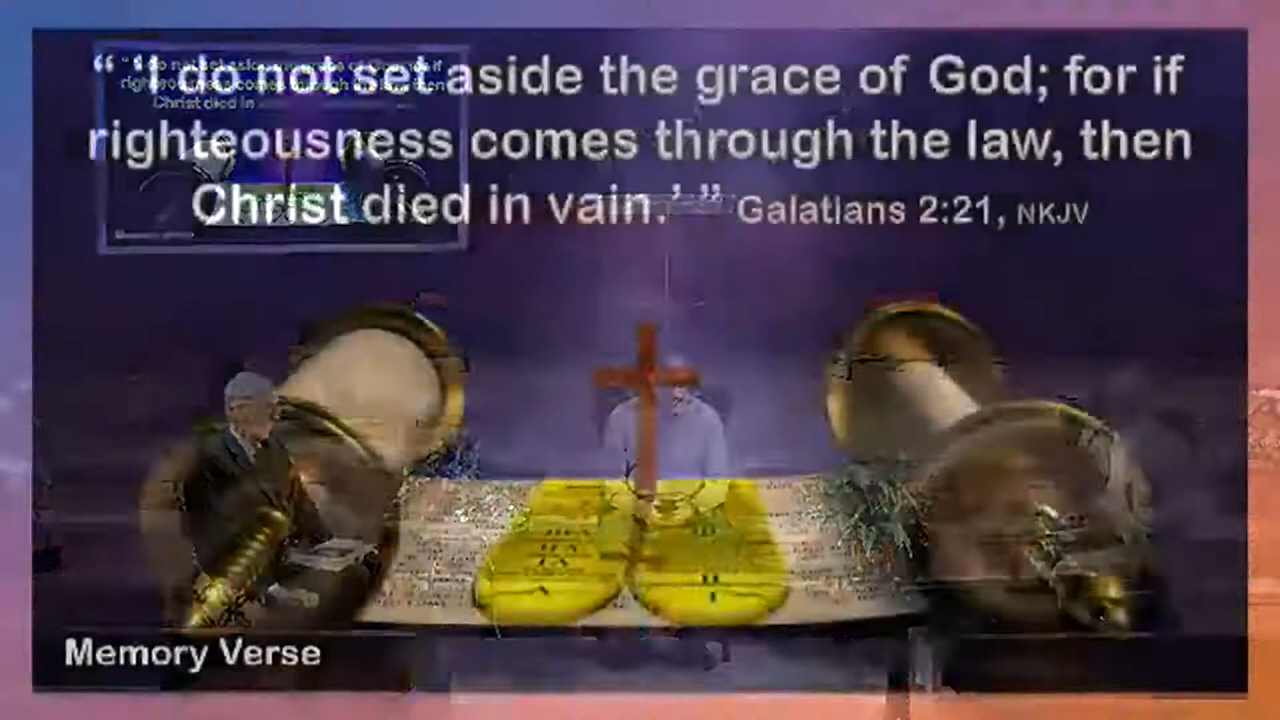 “ ‘I do not set aside the grace of God; for if
righteousness comes through the law, then
Christ died in vain.’ ” Galatians 2:21, NKJV
Memory Verse